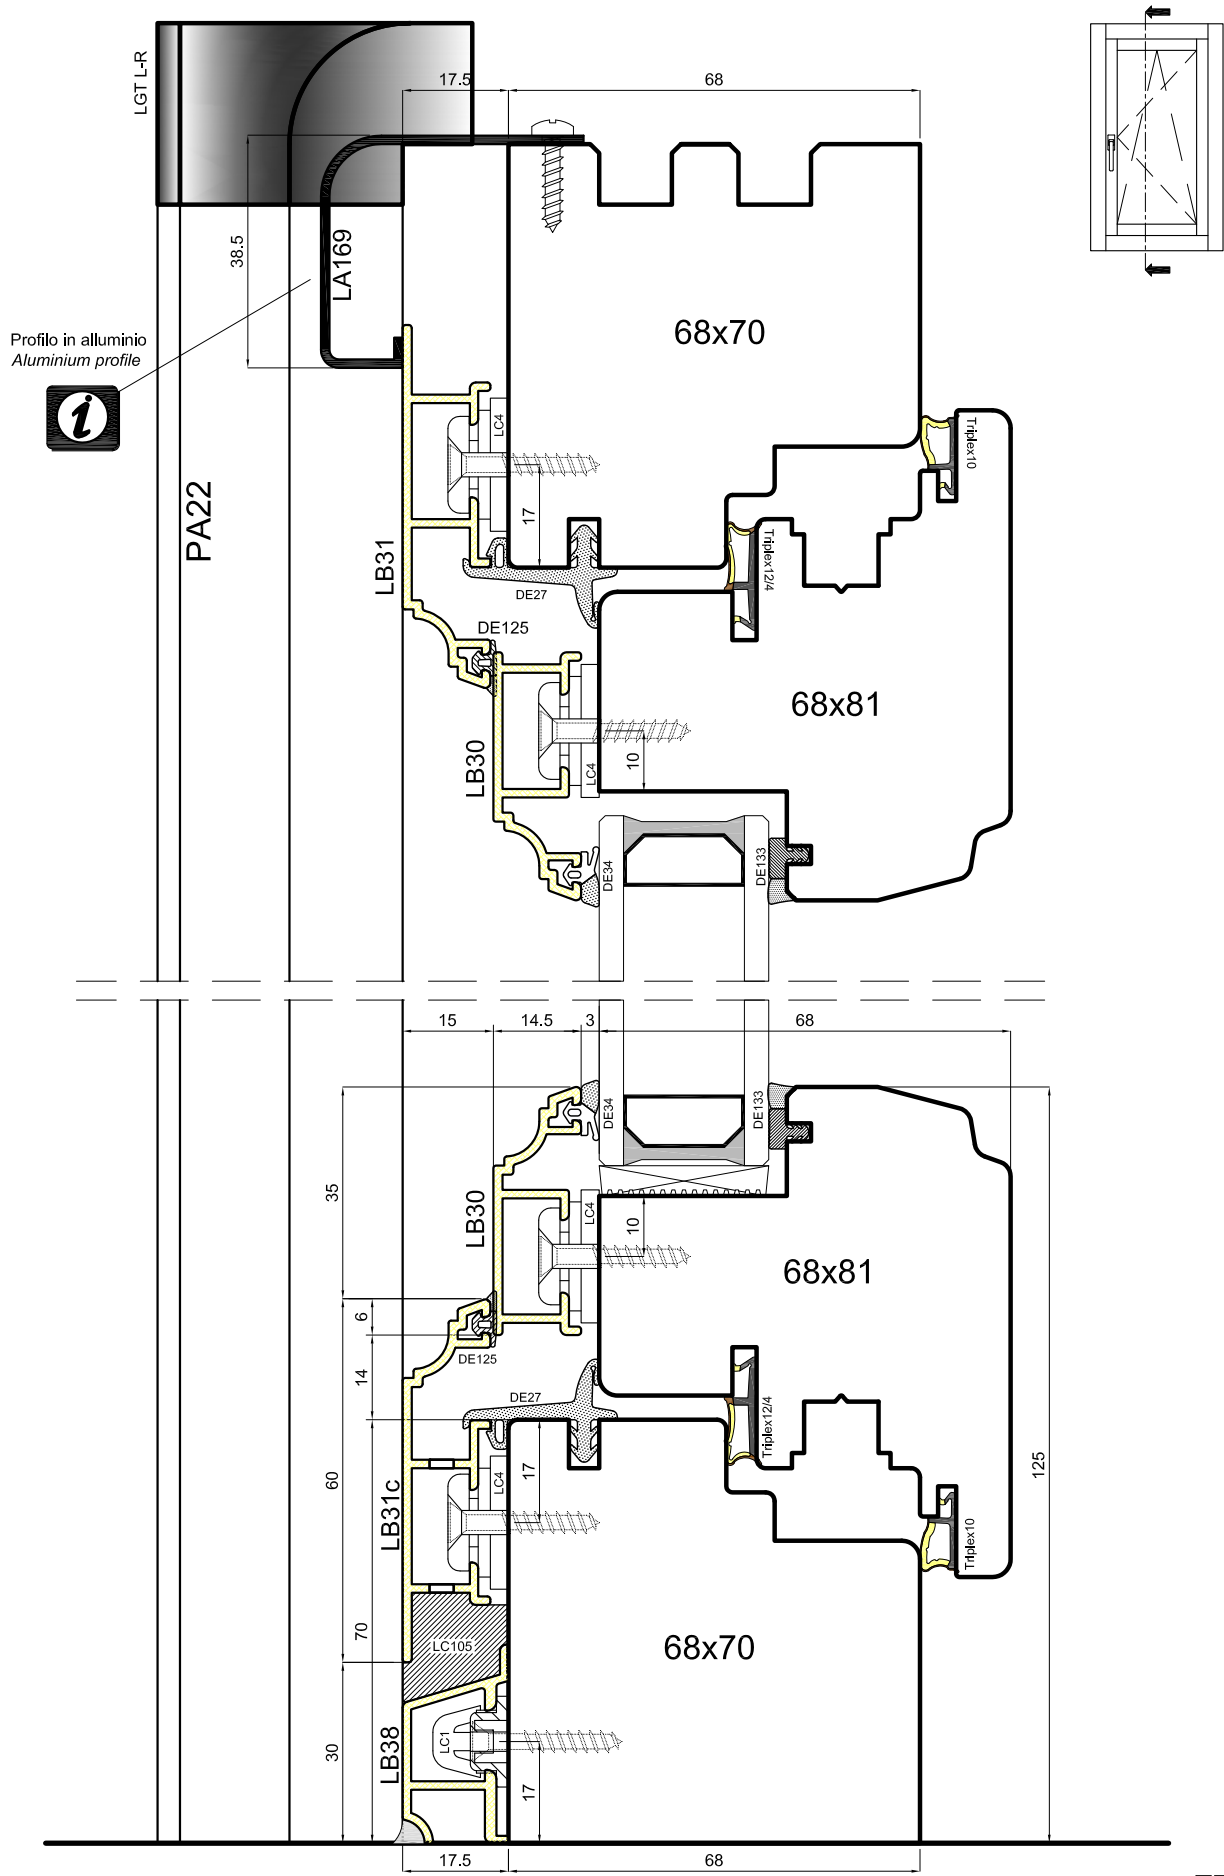 LGT L-R
17.5
68
38.5
LA169
Profilo in alluminio
Aluminium profile
i
68x70
LC4
Triplex10
PA22
17
LB31
Triplex12/4
DE27
DE125
68x81
LB30
10
LC4
DE34
DE133
15
14.5
3
68
DE34
DE133
35
LB30
LC4
10
68x81
6
DE125
14
DE27
Triplex12/4
125
17
LC4
60
LB31c
Triplex10
70
LC105
68x70
LB38
LC1
30
17
17.5
68